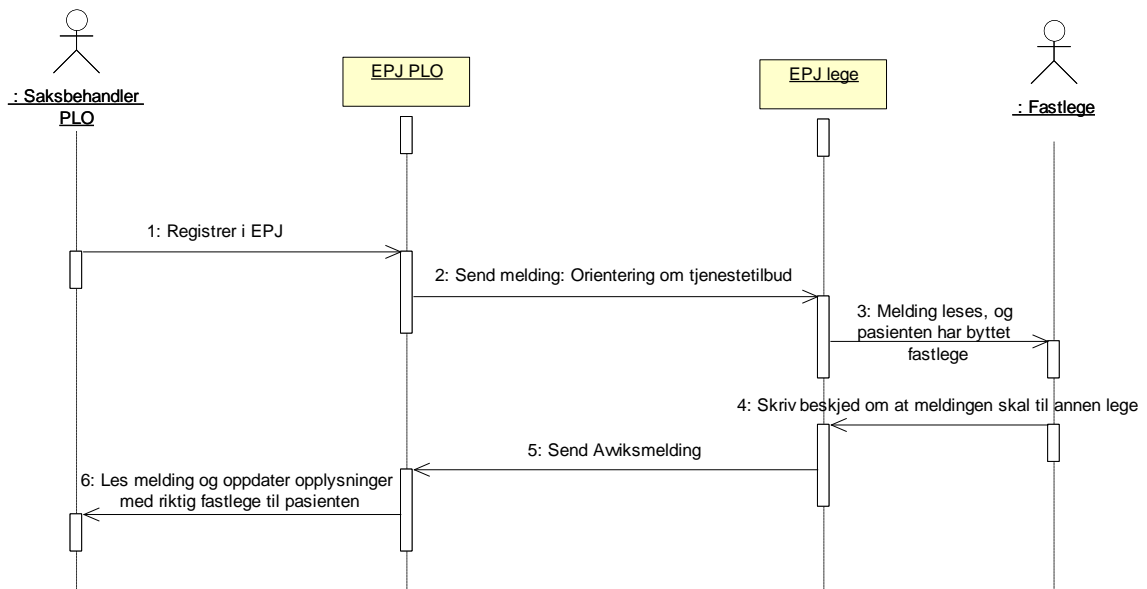 : Saksbehandler
PLO
EPJ PLO
EPJ lege
: Fastlege
1: Registrer i EPJ
2: Send melding: Orientering om tjenestetilbud
3: Melding leses, og
pasienten har byttet
fastlege
4: Skriv beskjed om at meldingen skal til annen lege
5: Send Avviksmelding
6: Les melding og oppdater opplysninger
med riktig fastlege til pasienten